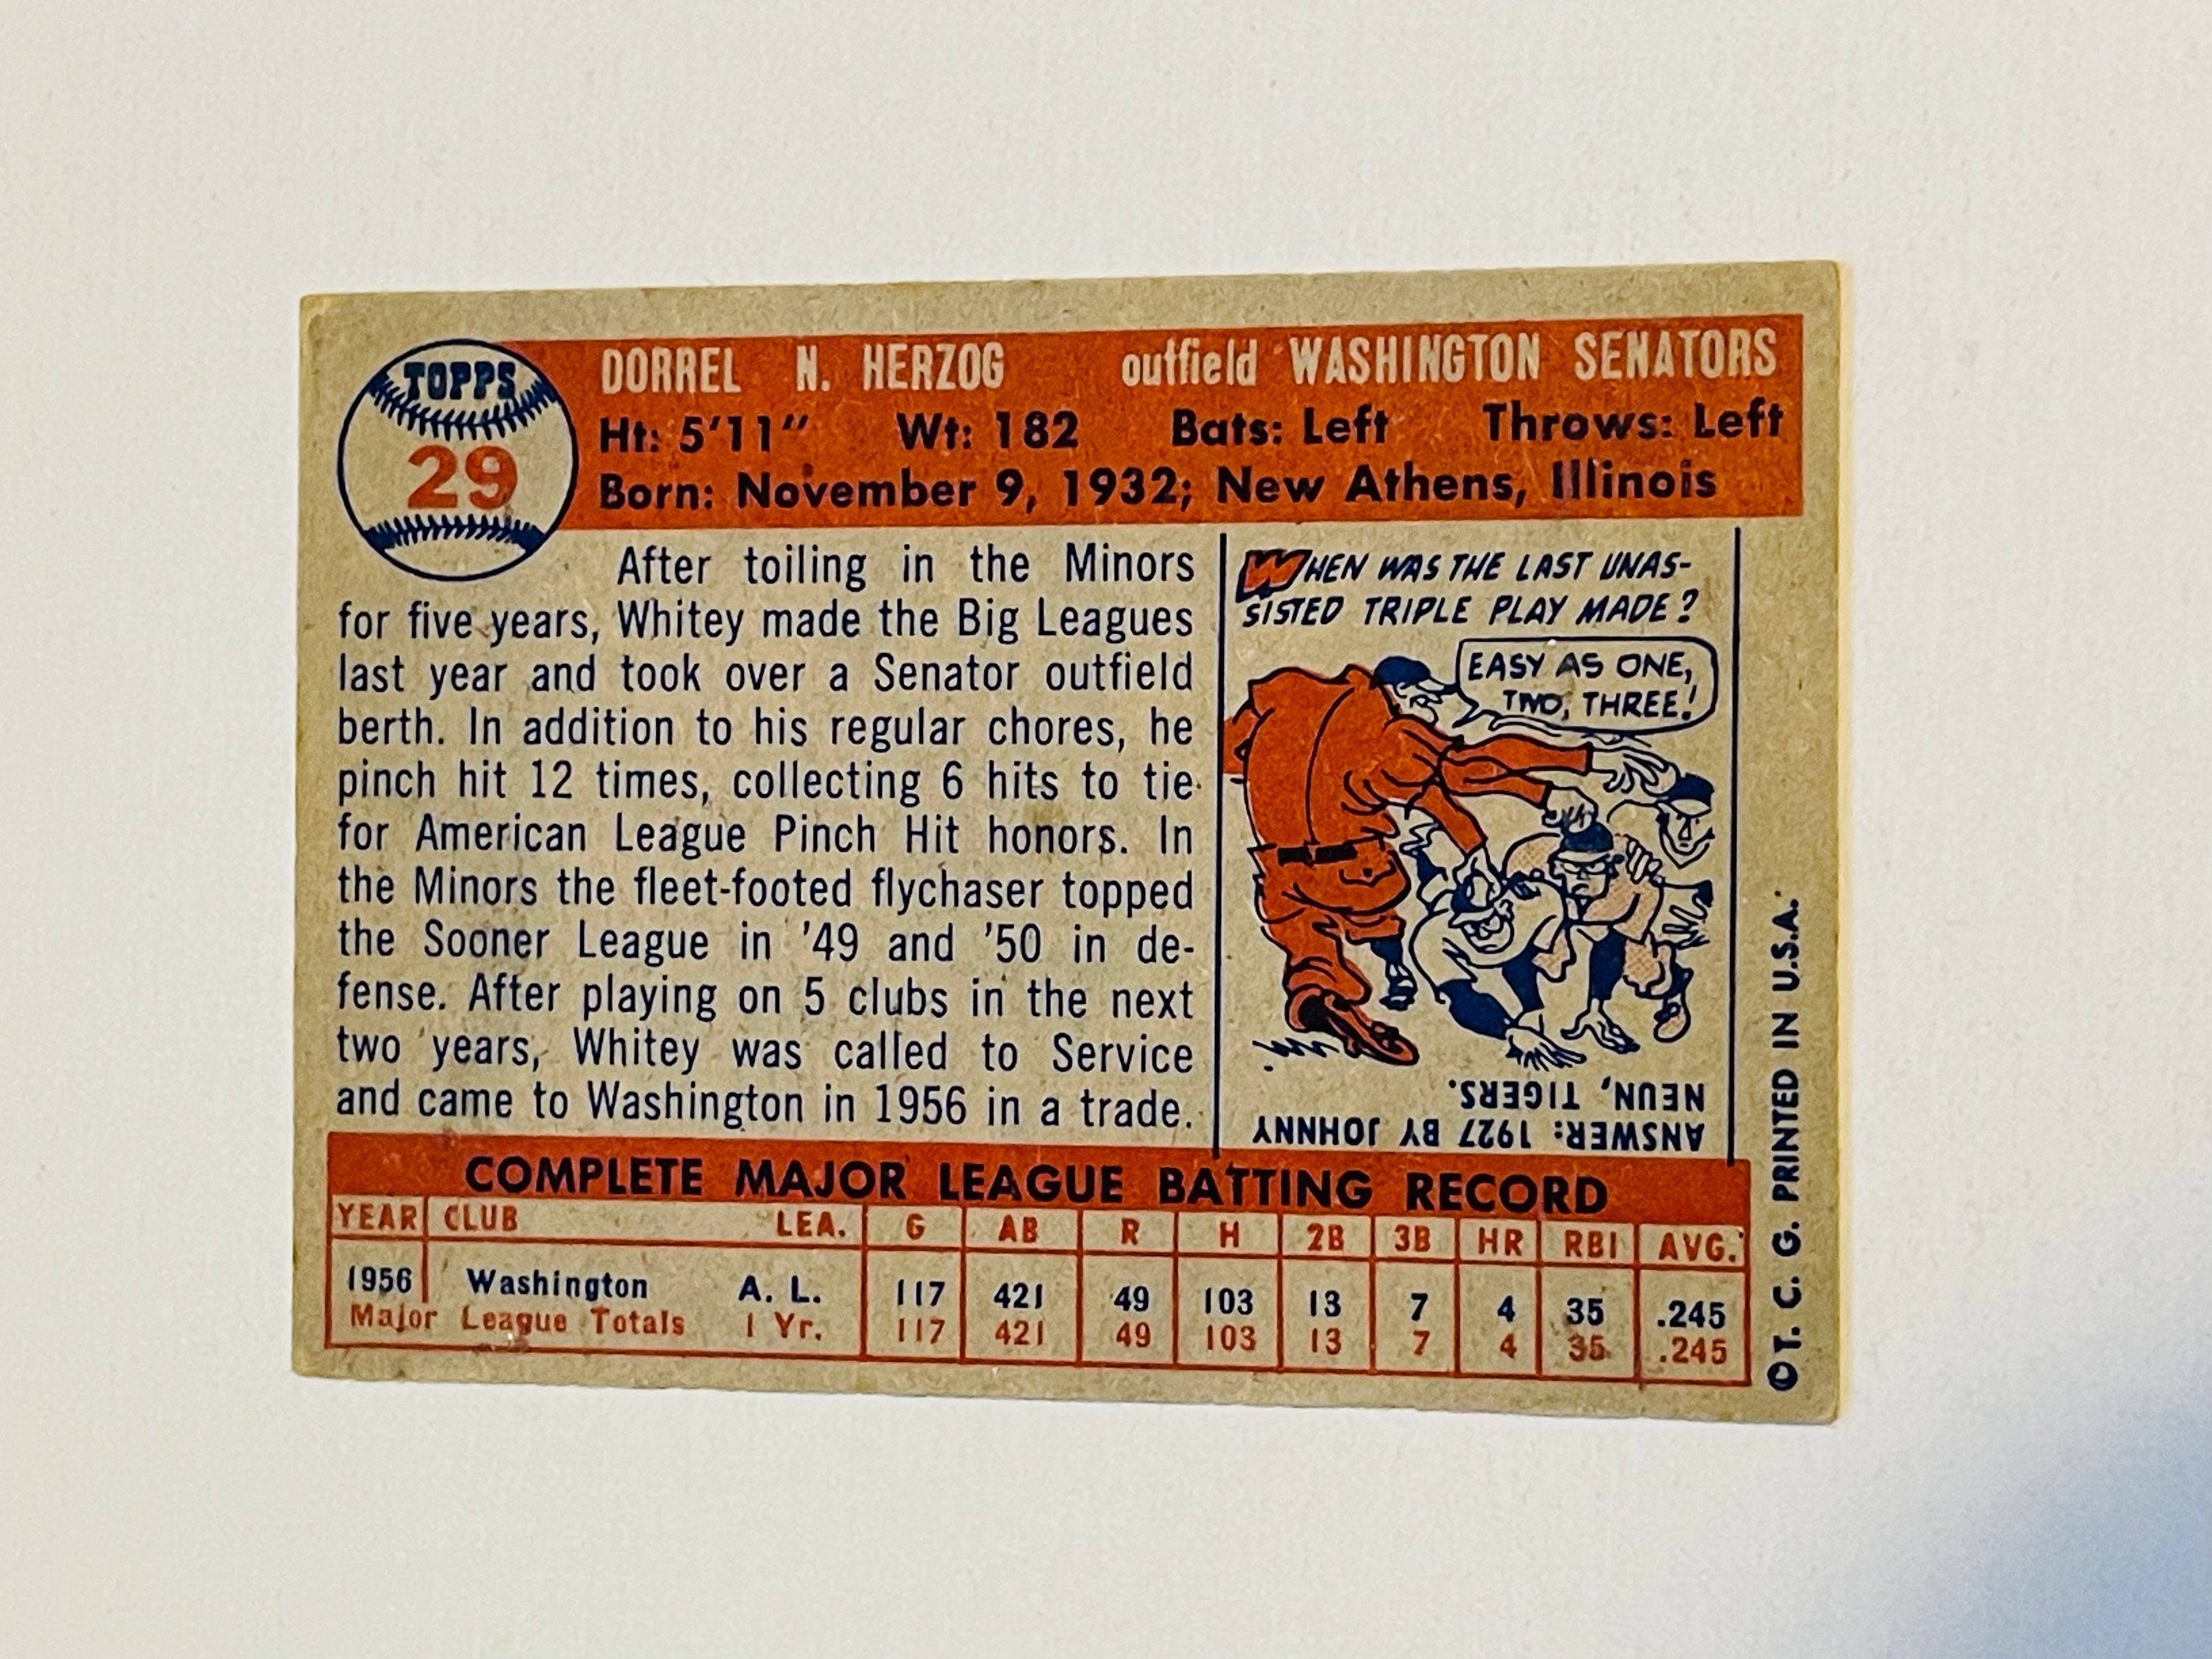 TOPPS
29
DORREL N. HERZOG outfield WASHINGTON SENATORS
Ht: 5'11" Wt: 182 Bats: Left Throws: Left
Born: November 9, 1932; New Athens, Illinois
After toiling in the Minors
for five years, Whitey made the Big Leagues
last year and took over a Senator outfield
berth. In addition to his regular chores, he
pinch hit 12 times, collecting 6 hits to tie
for American League Pinch Hit honors. In
the Minors the fleet-footed flychaser topped
the Sooner League in '49 and '50 in de-
fense. After playing on 5 clubs in the next
two years, Whitey was called to Service
and came to Washington in 1956 in a trade.
WHEN WAS THE LAST UNAS-
SISTED TRIPLE PLAY MADE?
EASY AS ONE,
TWO, THREE!
ANSWER: 1927 BY JOHNNY
NEUN, TIGERS.
COMPLETE MAJOR LEAGUE BATTING RECORD
YEAR CLUB LEA. G AB R H 2B 3B HR RBI AVG.
1956 Washington A. L. 117 421 49 103 13 7 4 35 .245
Major League Totals 1 Yr. 117 421 49 103 13 7 4 35 .245
©T. C. G. PRINTED IN U.S.A.